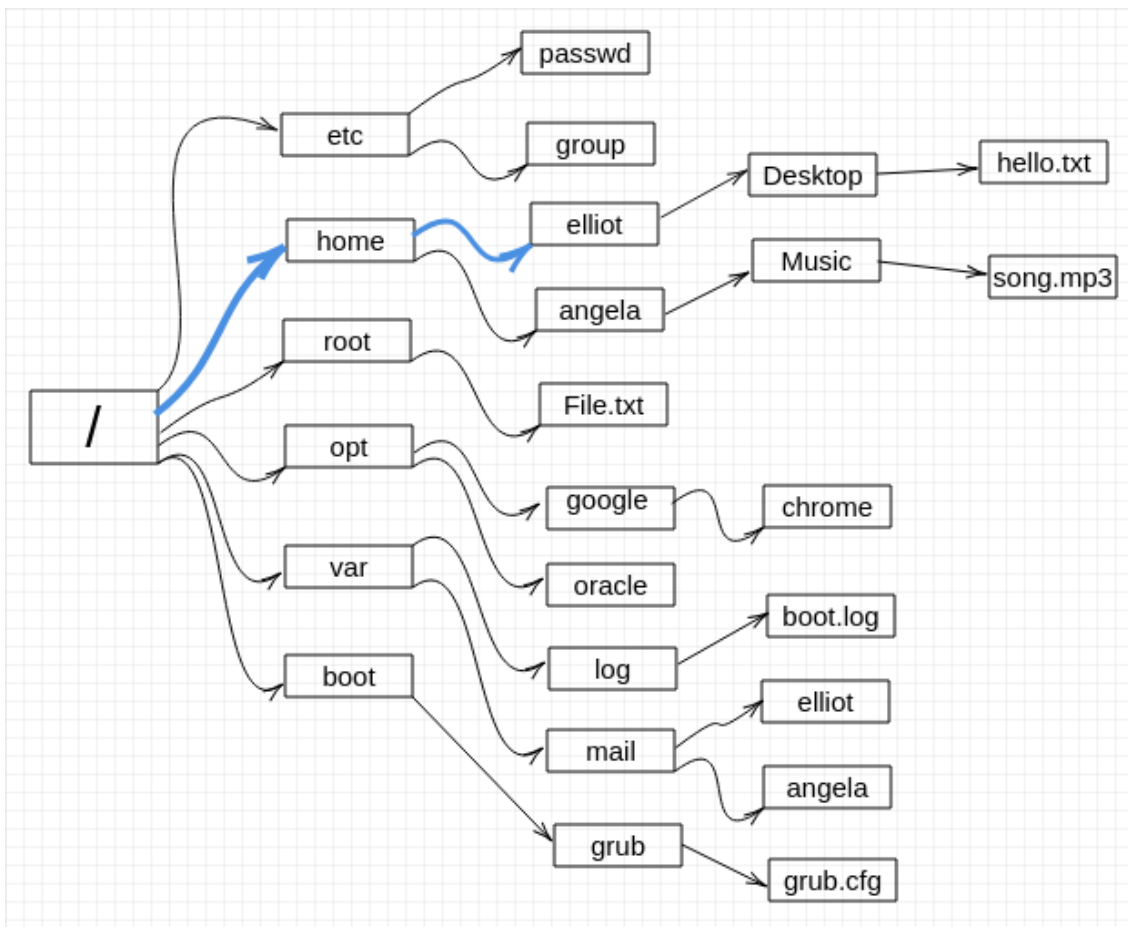 passwd
etc
group
Desktop
hello.txt
home
elliot
Music
song.mp3
angela
root
File.txt
/
opt
google
chrome
var
oracle
boot.log
log
boot
elliot
mail
angela
grub
grub.cfg